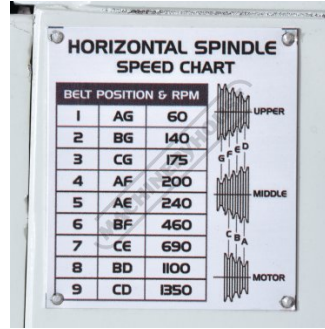 HORIZONTAL SPINDLE
SPEED CHART
BELT POSITION & RPM
1 AG 60
2 BG 140
3 CG 175
4 AF 200
5 AE 240
6 BF 460
7 CE 690
8 BD 1100
9 CD 1350
UPPER
G F E D
MIDDLE
C B A
MOTOR